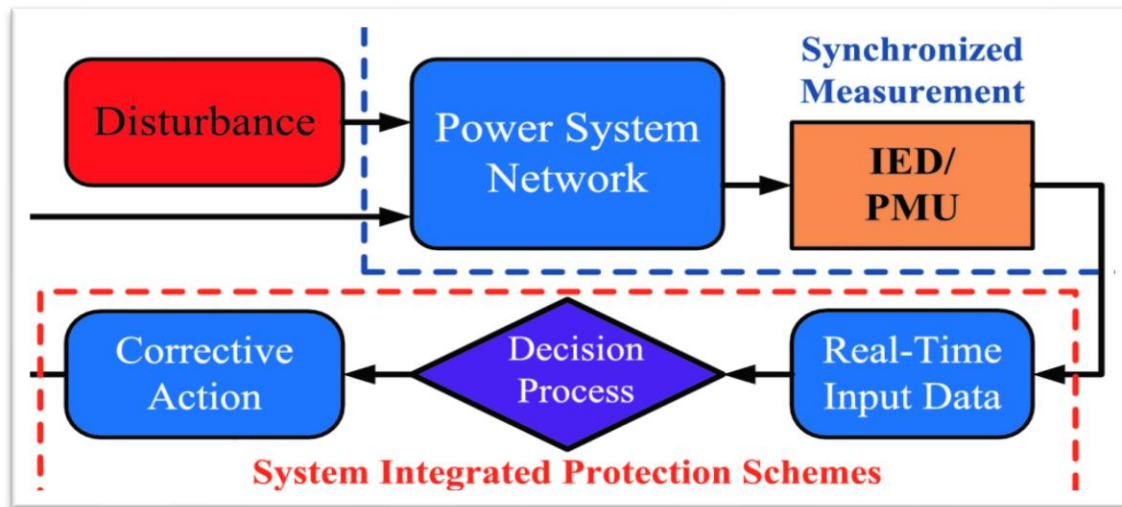 Disturbance
Power System
Network
Synchronized
Measurement
IED/
PMU
Corrective
Action
Decision
Process
Real-Time
Input Data
System Integrated Protection Schemes